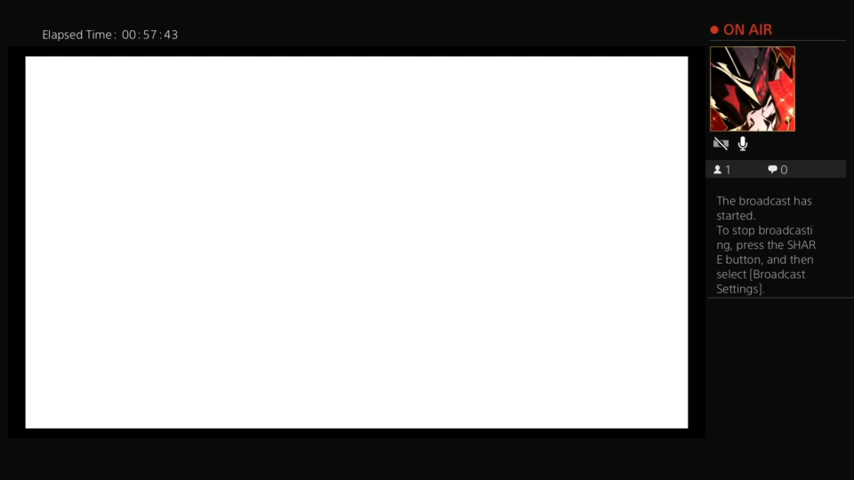 Elapsed Time: 00:57:43
ON AIR
1 0
The broadcast has
started.
To stop broadcasti
ng, press the SHAR
E button, and then
select [Broadcast
Settings].